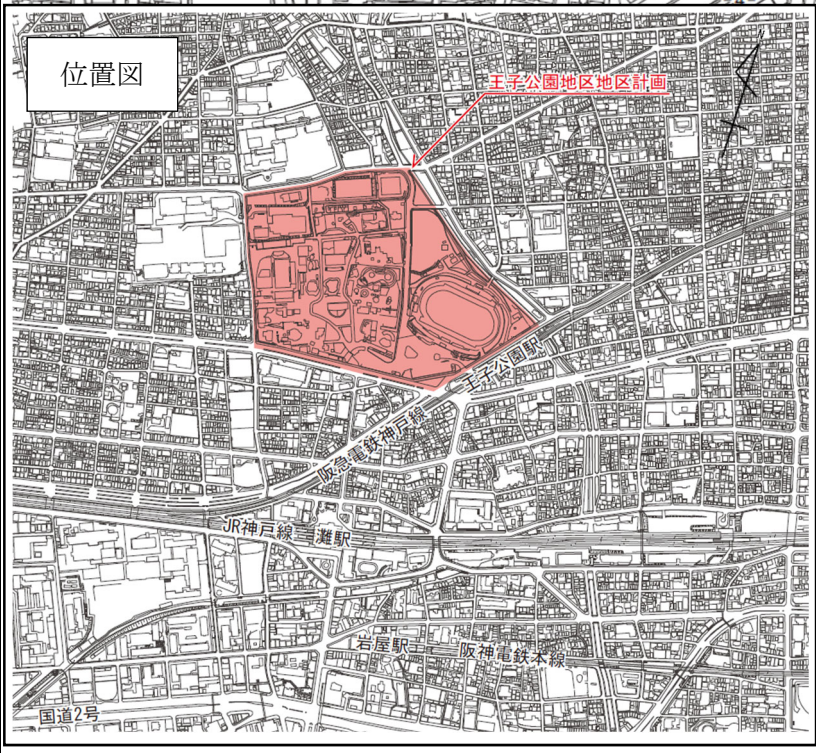 位置図
王子公園地区地区計画
王子公園駅
阪急電鉄神戸線
JR神戸線 灘駅
岩屋駅
阪神電鉄本線
国道2号